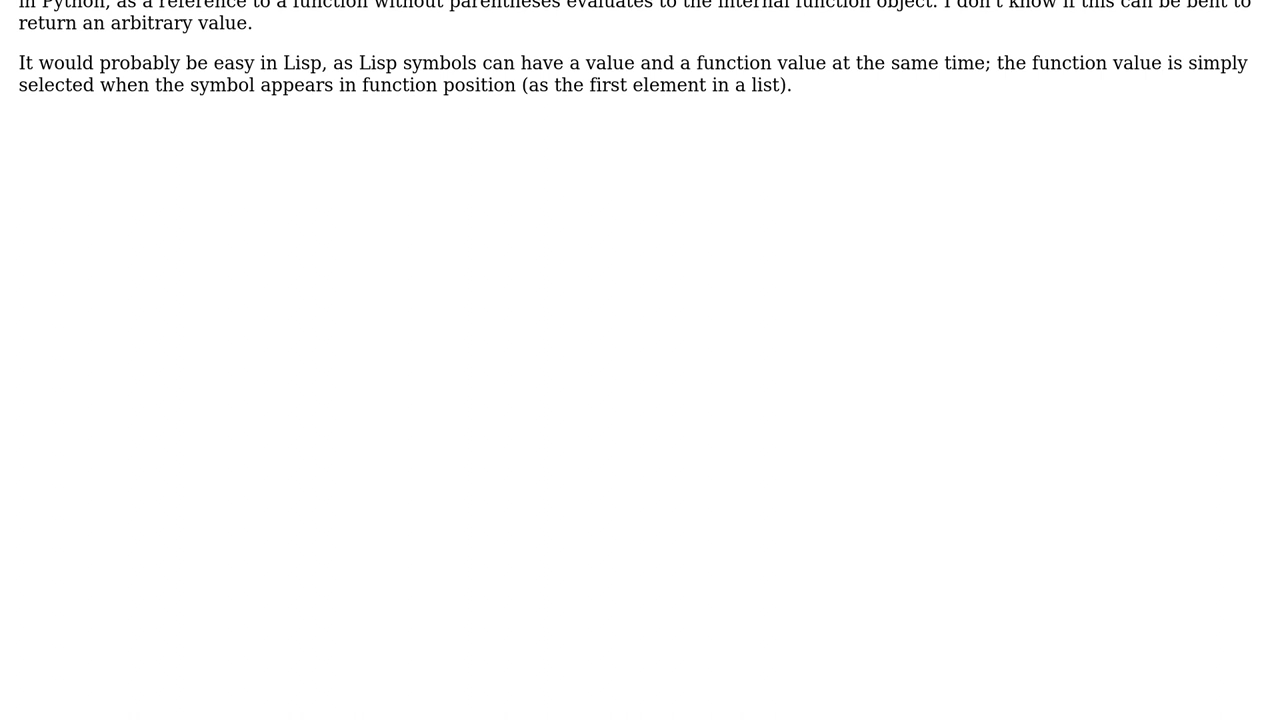 in Python, as a reference to a function without parentheses evaluates to the internal function object. I don't know if this can be bent to
return an arbitrary value.
It would probably be easy in Lisp, as Lisp symbols can have a value and a function value at the same time; the function value is simply
selected when the symbol appears in function position (as the first element in a list).